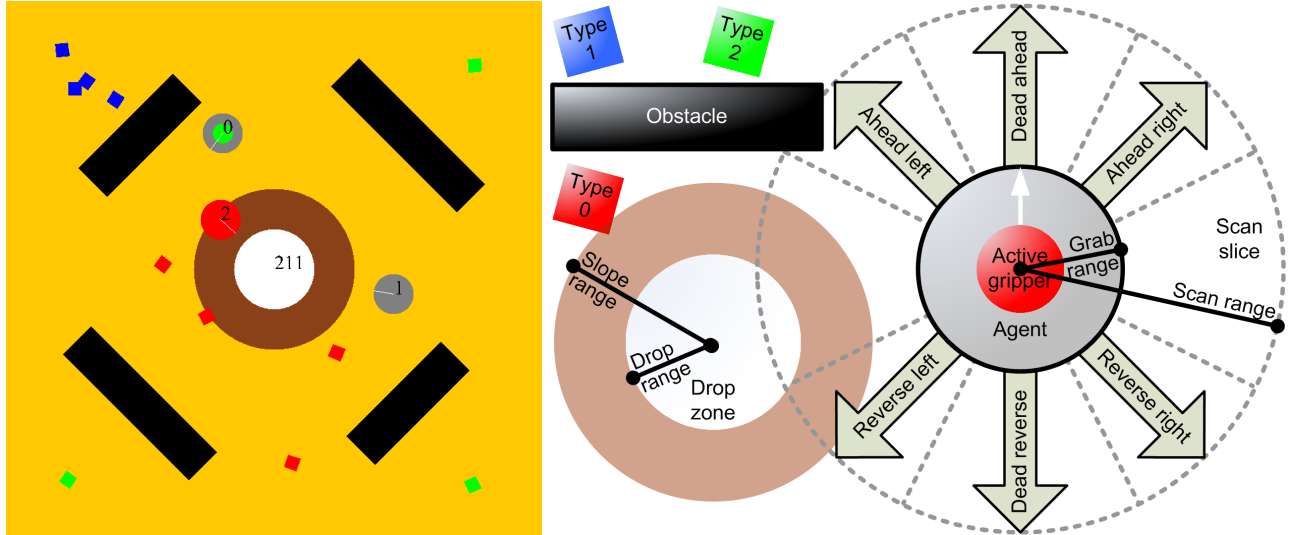 0
2
211
1
Type
1
Type
2
Obstacle
Type
0
Slope
range
Drop
range
Drop
zone
Dead ahead
Ahead left
Ahead right
Active
gripper
Grab
range
Agent
Scan
slice
Scan range
Reverse left
Dead reverse
Reverse right